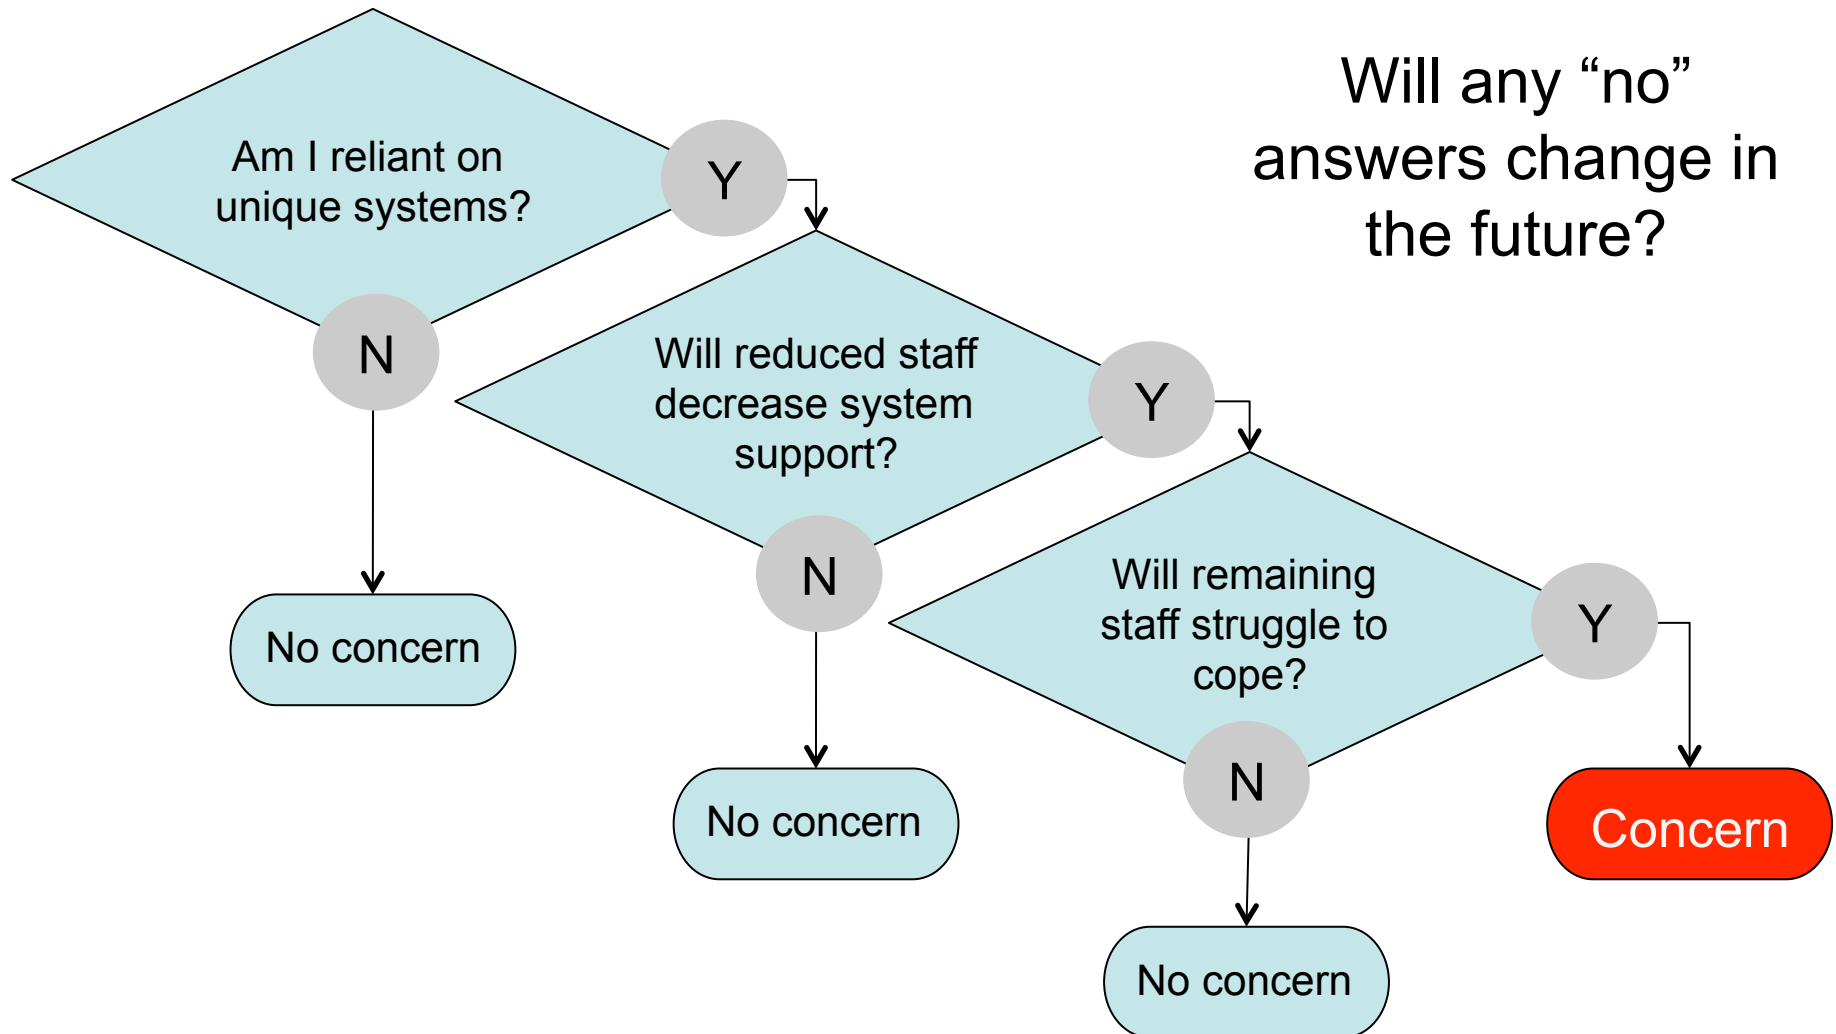 Will any “no”
answers change in
the future?
Am I reliant on
unique systems?
Y
N
No concern
Will reduced staff
decrease system
support?
Y
N
No concern
Will remaining
staff struggle to
cope?
Y
N
No concern
Concern